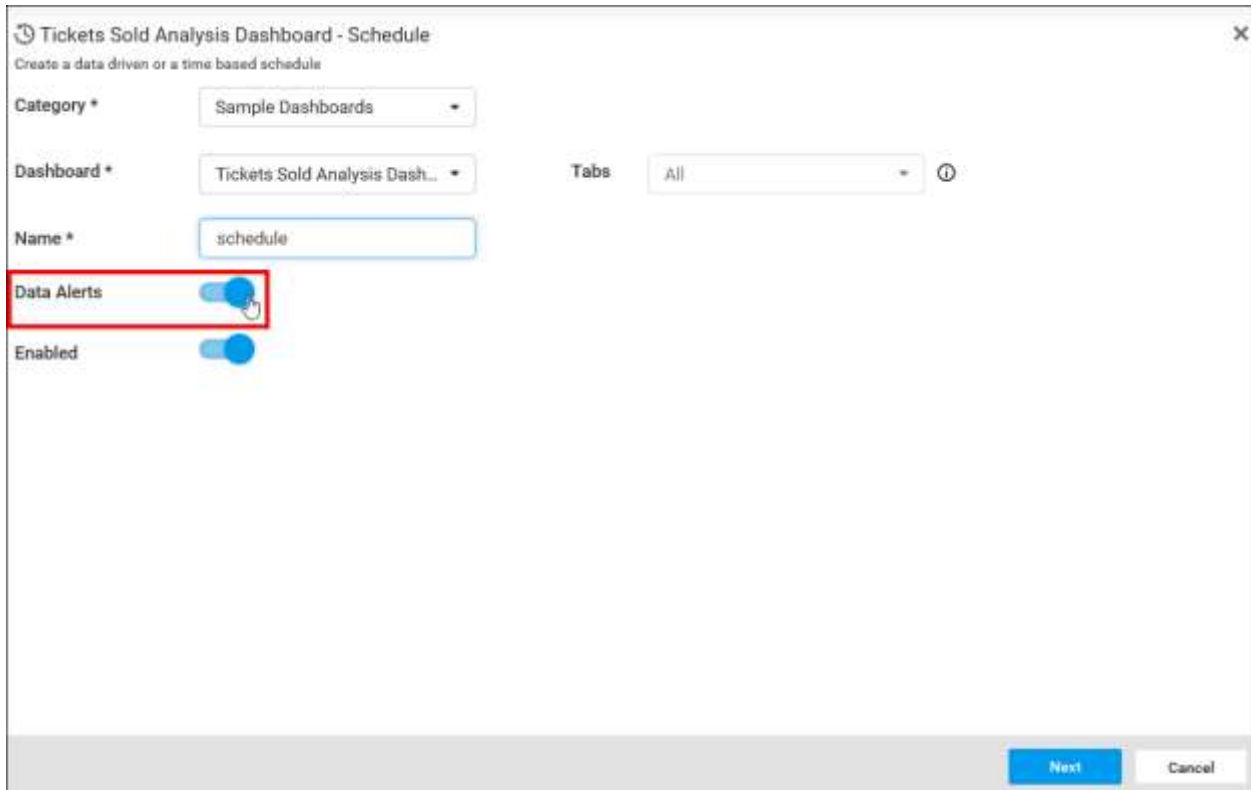 Tickets Sold Analysis Dashboard - Schedule
Create a data driven or a time based schedule
Category *
Sample Dashboards
Dashboard *
Tickets Sold Analysis Dash...
Tabs
All
Name *
schedule
Data Alerts
Enabled
Next
Cancel